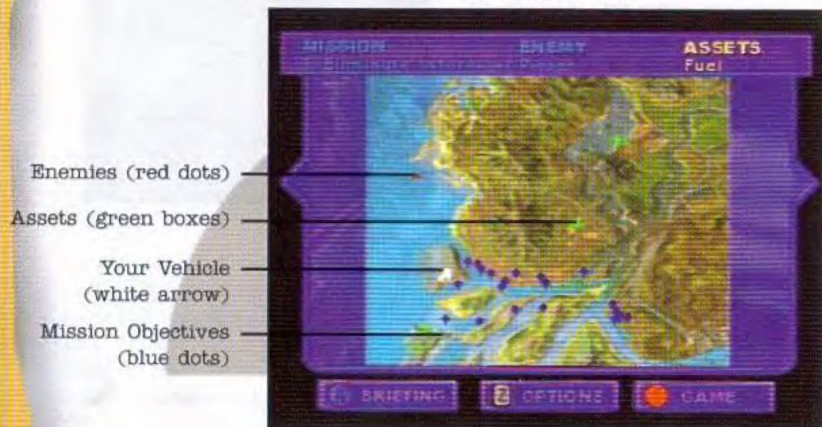 MISSION ENEMY ASSETS
Fuel
Enemies (red dots)
Assets (green boxes)
Your Vehicle
(white arrow)
Mission Objectives
(blue dots)
BRIEFING Z OPTIONS GAME